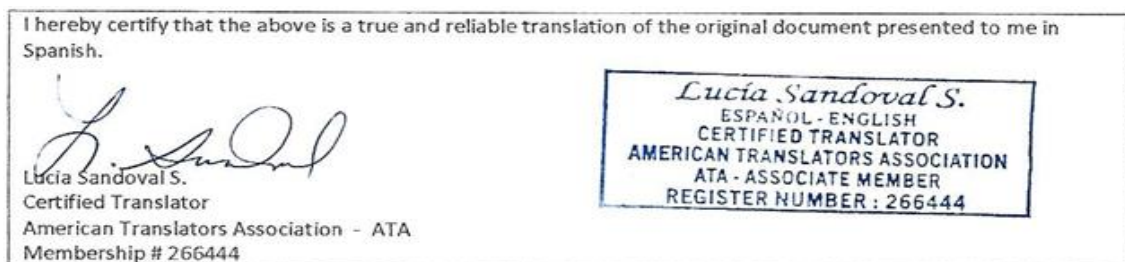 I hereby certify that the above is a true and reliable translation of the original document presented to me in
Spanish.
L. Sandoval
Lucia Sandoval S.
Certified Translator
American Translators Association - ATA
Membership # 266444
Lucía Sandoval S.
ESPAÑOL - ENGLISH
CERTIFIED TRANSLATOR
AMERICAN TRANSLATORS ASSOCIATION
ATA - ASSOCIATE MEMBER
REGISTER NUMBER : 266444